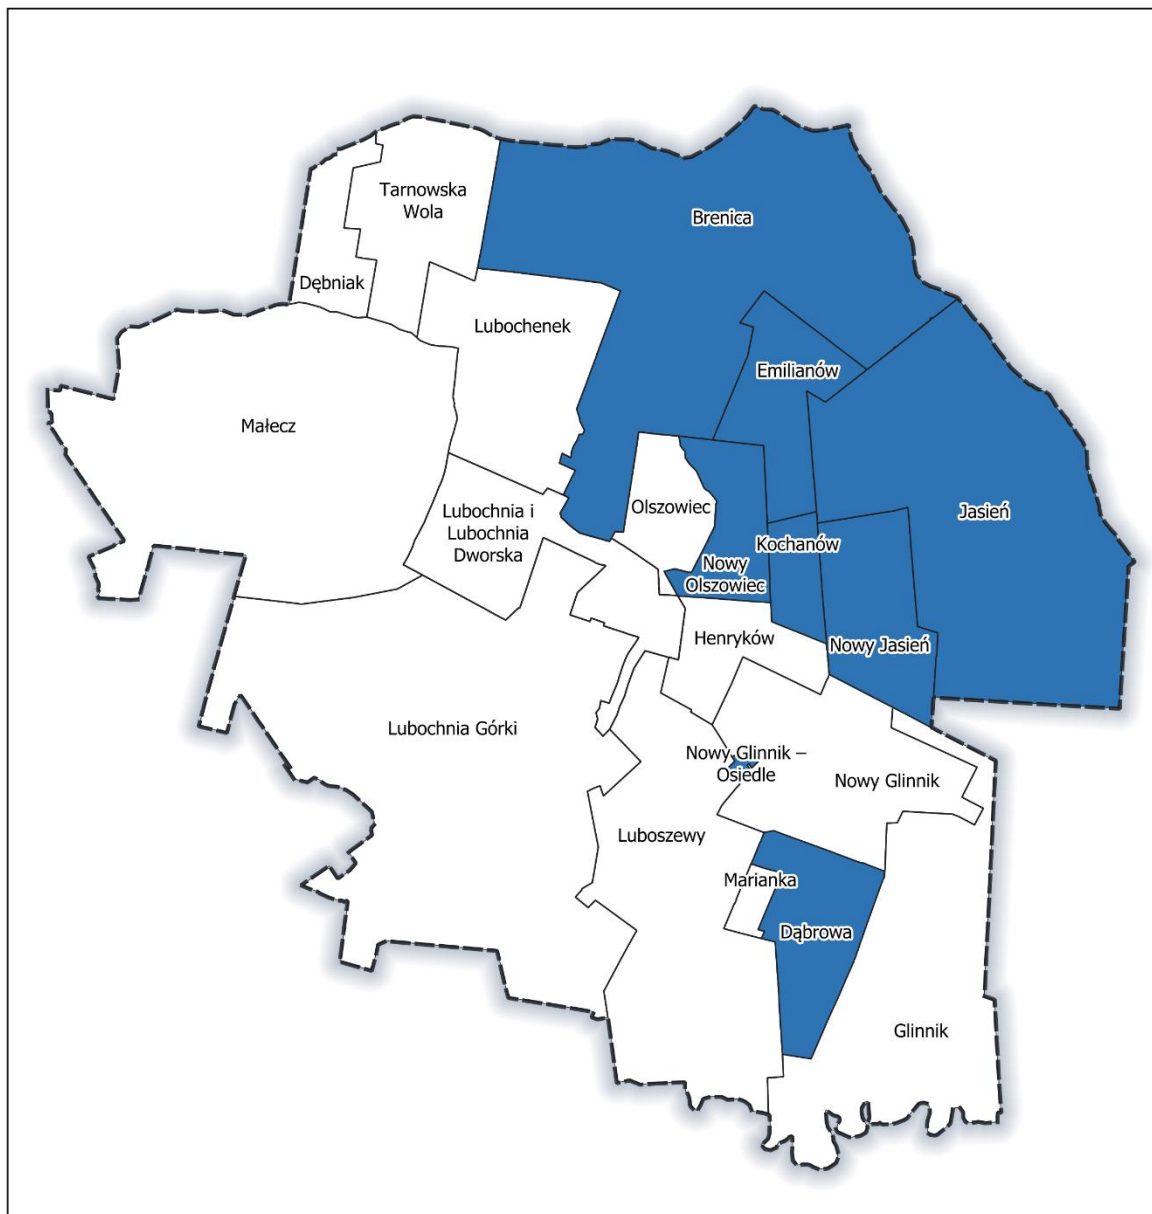 Tarnowska
Wola
Brenica
Dębniak
Lubochenek
Emilianów
Małecz
Olszowiec
Lubochnia i
Lubochnia
Dworska
Jasień
Kochanów
Nowy
Olszowiec
Henryków
Nowy Jasień
Lubochnia Górki
Nowy Glinnik –
Osiedle
Nowy Glinnik
Luboszewy
Marianka
Dąbrowa
Glinnik